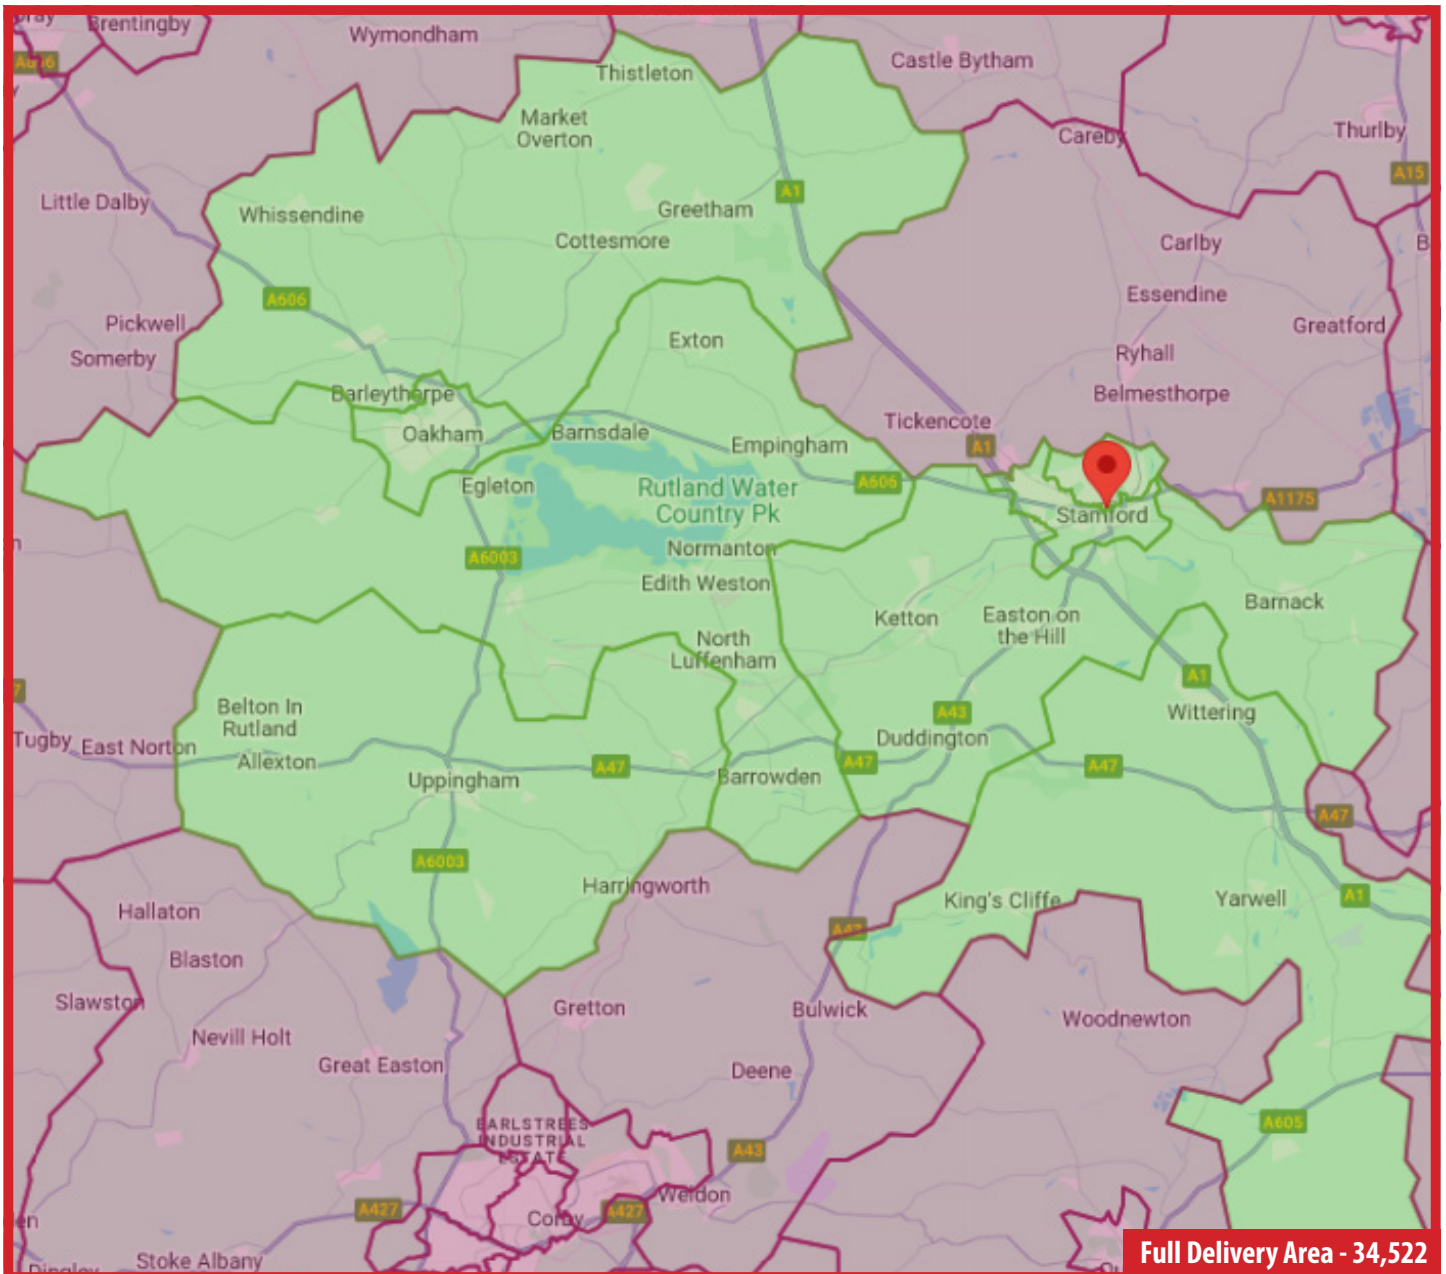 Brentingby
Wymondham
Castle Bytham
Thistleton
Market
Overton
Thurlby
Careby
A15
Little Dalby
Whissendine
A1
Greetham
Cottesmore
Carlby
A606
Essendine
Pickwell
Greatford
Somerby
Exton
Ryhall
Barleythorpe
Belmesthorpe
Tickencote
Oakham
Barnsdale
Empingham
A1
Egleton
A606
Rutland Water
Country Pk
A1175
Stamford
A6003
Normanton
Edith Weston
Barnack
Ketton
Easton on
the Hill
North
Luffenham
A1
Belton In
Rutland
A43
Wittering
Tugby
East Norton
Duddington
Allexton
A47
A47
A47
Uppingham
Barrowden
A47
A6003
Harringworth
King's Cliffe
Yarwell
A1
Hallaton
Blaston
Slawston
Gretton
Bulwick
Woodnewton
Nevill Holt
Great Easton
Deene
EARLSTREES
INDUSTRIAL
ESTATE
A605
A43
Weldon
A427
Corby
A427
Stoke Albany
Full Delivery Area - 34,522